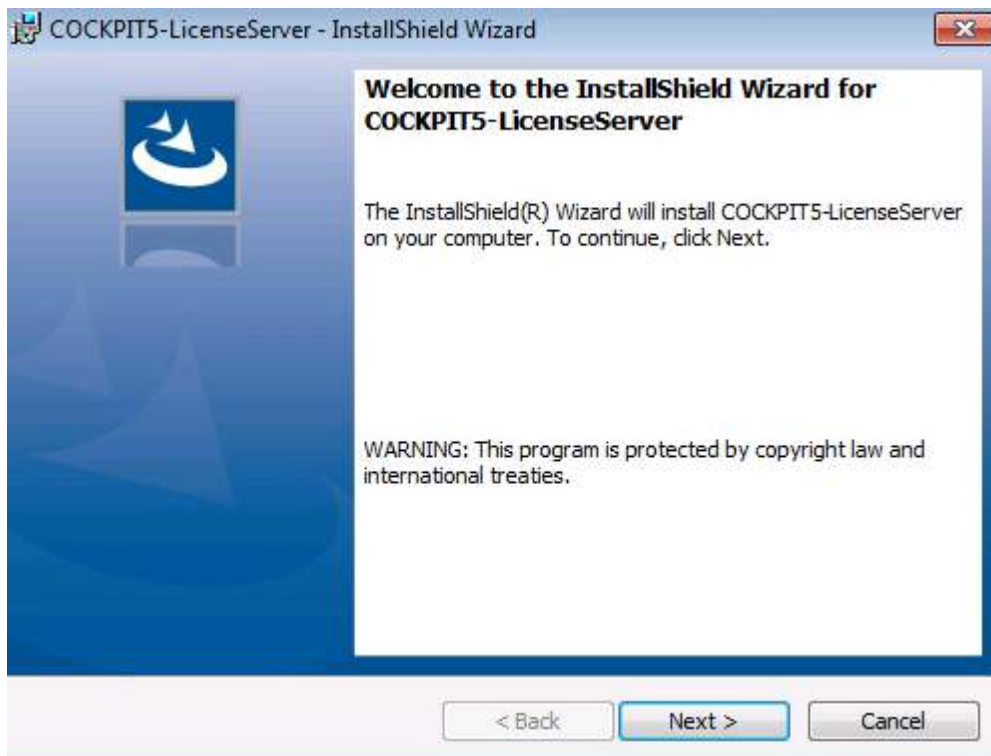 COCKPIT5-LicenseServer - InstallShield Wizard
Welcome to the InstallShield Wizard for
COCKPIT5-LicenseServer
The InstallShield(R) Wizard will install COCKPIT5-LicenseServer
on your computer. To continue, click Next.
WARNING: This program is protected by copyright law and
international treaties.
< Back Next > Cancel